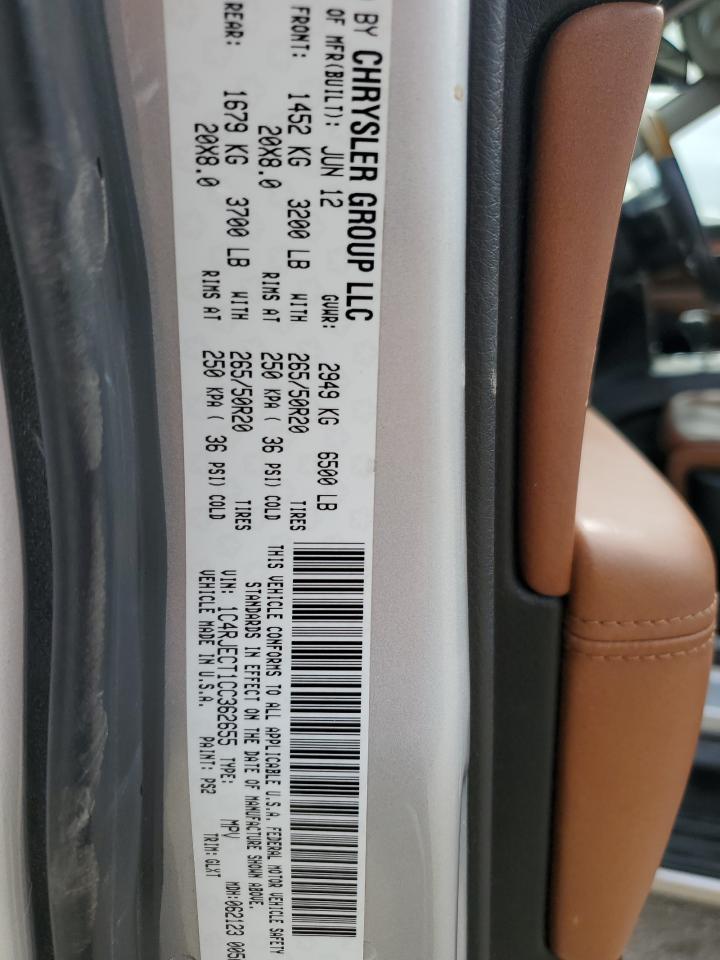 BY CHRYSLER GROUP LLC
OF MFR(BUILT): JUN 12 GVWR: 2949 KG 6500 LB
FRONT: 1452 KG 3200 LB WITH 265/50R20 TIRES
20X8.0 RIMS AT 250 KPA ( 36 PSI) COLD
REAR: 1679 KG 3700 LB WITH 265/50R20 TIRES
20X8.0 RIMS AT 250 KPA ( 36 PSI) COLD
THIS VEHICLE CONFORMS TO ALL APPLICABLE U.S.A. FEDERAL MOTOR VEHICLE SAFETY
STANDARDS IN EFFECT ON THE DATE OF MANUFACTURE SHOWN ABOVE.
VIN: 1C4RJECT1CC362655 TYPE: MPV MDH:062123 005
VEHICLE MADE IN U.S.A. PAINT: PS2 TRIM: GLXT